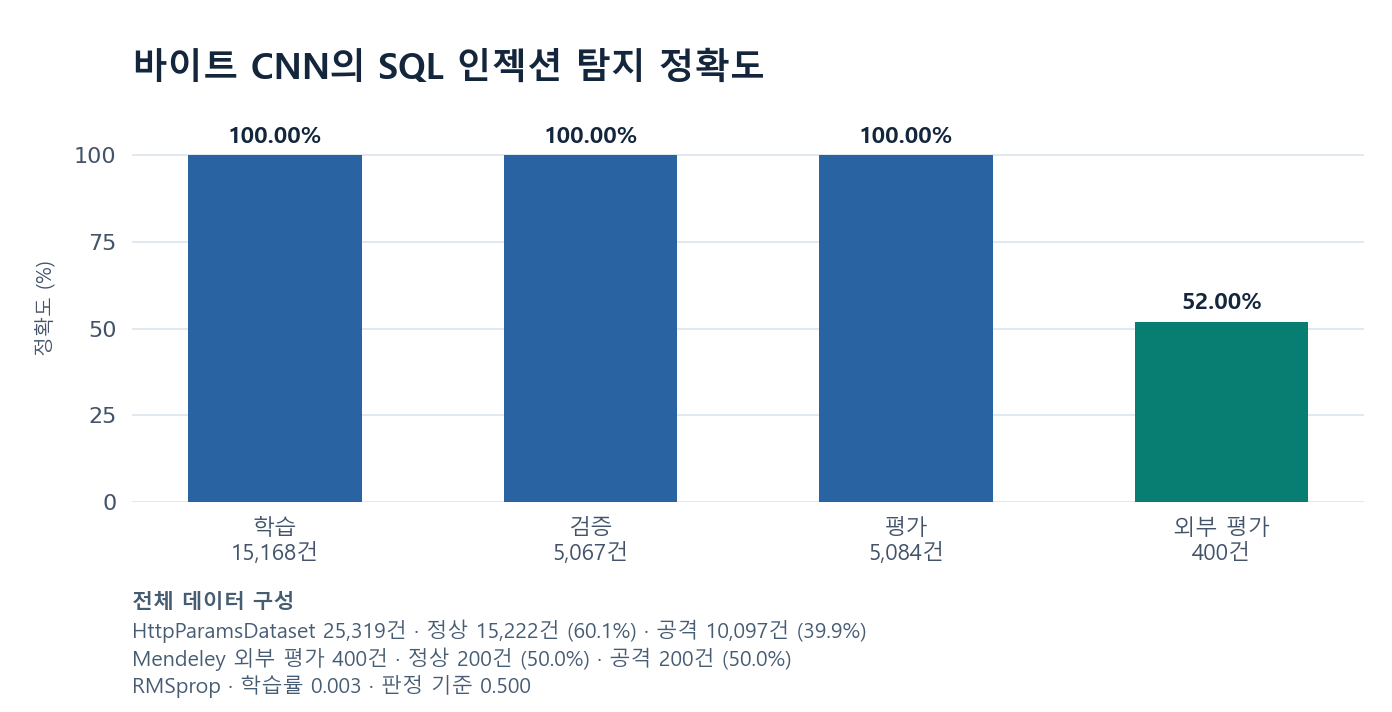 바이트 CNN의 SQL 인젝션 탐지 정확도
100.00%
100.00%
100.00%
52.00%
정확도 (%)
100
75
50
25
0
학습
15,168건
검증
5,067건
평가
5,084건
외부 평가
400건
전체 데이터 구성
HttpParamsDataset 25,319건 · 정상 15,222건 (60.1%) · 공격 10,097건 (39.9%)
Mendeley 외부 평가 400건 · 정상 200건 (50.0%) · 공격 200건 (50.0%)
RMSprop · 학습률 0.003 · 판정 기준 0.500